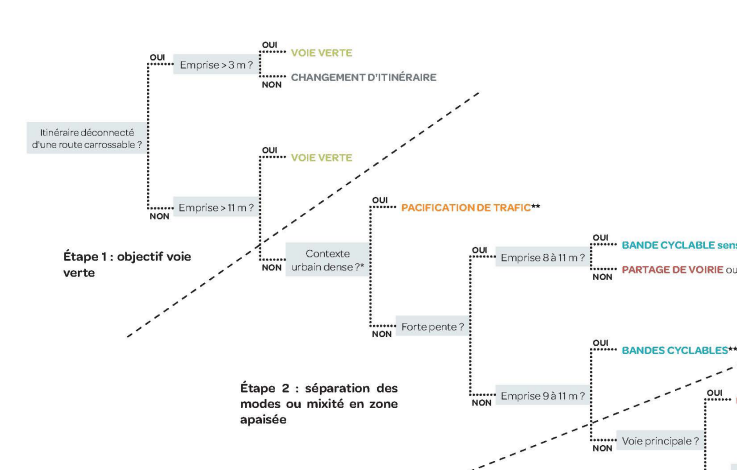 OUI
VOIE VERTE
OUI
Emprise > 3 m ?
NON
CHANGEMENT D'ITINÉRAIRE
Itinéraire déconnecté
d'une route carrossable ?
OUI
VOIE VERTE
NON
Emprise > 11 m ?
OUI
PACIFICATION DE TRAFIC**
Étape 1 : objectif voie
verte
NON
Contexte
urbain dense ?*
OUI
Emprise 8 à 11 m ?
OUI
BANDE CYCLABLE sens
NON
PARTAGE DE VOIRIE ou
NON
Forte pente ?
OUI
BANDES CYCLABLES**
Étape 2 : séparation des
modes ou mixité en zone
apaisée
NON
Emprise 9 à 11 m ?
OUI
NON
Voie principale ?